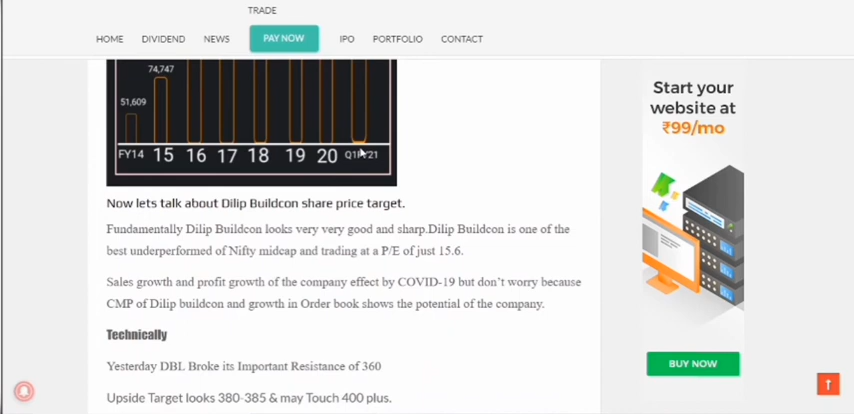 TRADE
HOME DIVIDEND NEWS PAY NOW IPO PORTFOLIO CONTACT
Start your
website at
₹99/mo
74,747
51,609
FY14 15 16 17 18 19 20 Q1FY21
Now lets talk about Dilip Buildcon share price target.
Fundamentally Dilip Buildcon looks very very good and sharp.Dilip Buildcon is one of the
best underperformed of Nifty midcap and trading at a P/E of just 15.6.
Sales growth and profit growth of the company effect by COVID-19 but don't worry because
CMP of Dilip buildcon and growth in Order book shows the potential of the company.
Technically
Yesterday DBL Broke its Important Resistance of 360
Upside Target looks 380-385 & may Touch 400 plus.
BUY NOW